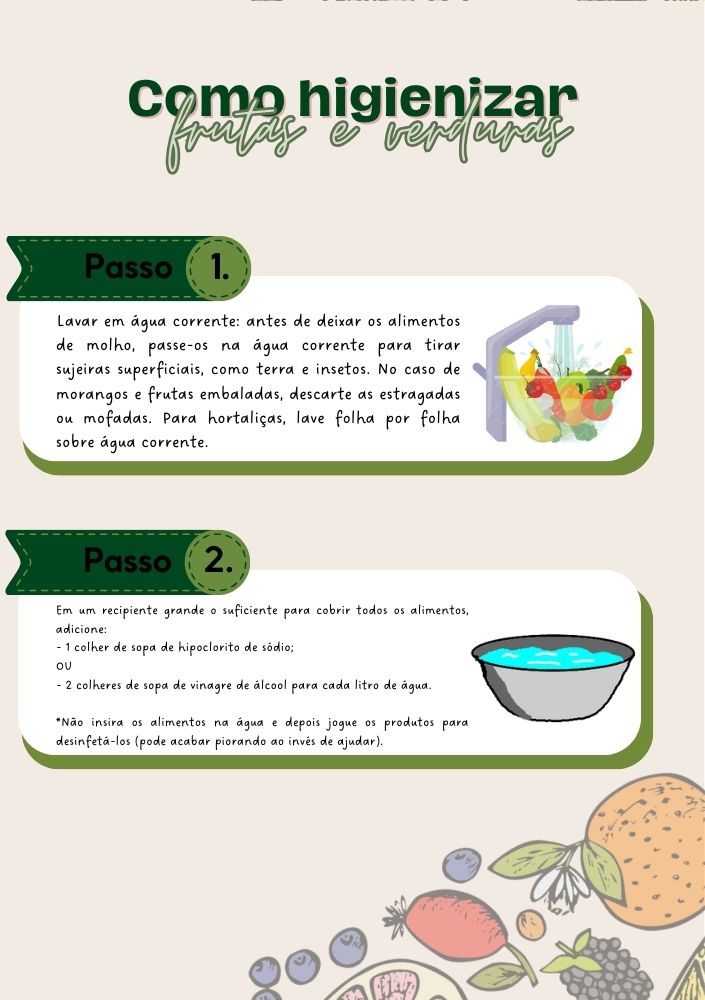 Como higienizar
frutas e verduras
Passo 1.
Lavar em água corrente: antes de deixar os alimentos
de molho, passe-os na água corrente para tirar
sujeiras superficiais, como terra e insetos. No caso de
morangos e frutas embaladas, descarte as estragadas
ou mofadas. Para hortaliças, lave folha por folha
sobre água corrente.
Passo 2.
Em um recipiente grande o suficiente para cobrir todos os alimentos,
adicione:
- 1 colher de sopa de hipoclorito de sódio;
OU
- 2 colheres de sopa de vinagre de álcool para cada litro de água.
*Não insira os alimentos na água e depois jogue os produtos para
desinfetá-los (pode acabar piorando ao invés de ajudar).